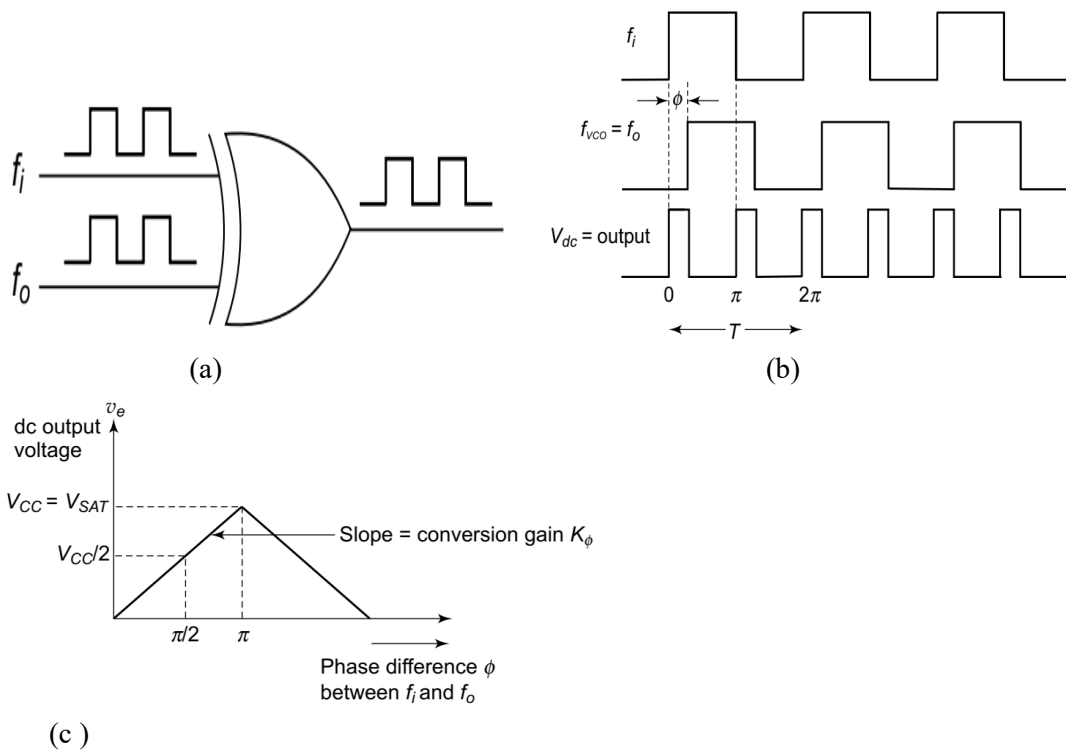 f_i
f_o
(a)
f_i
φ
f_VCO = f_o
V_dc = output
0
π
2π
T
(b)
v_e
dc output
voltage
V_CC = V_SAT
V_CC/2
Slope = conversion gain K_φ
π/2
π
Phase difference φ
between f_i and f_o
(c )